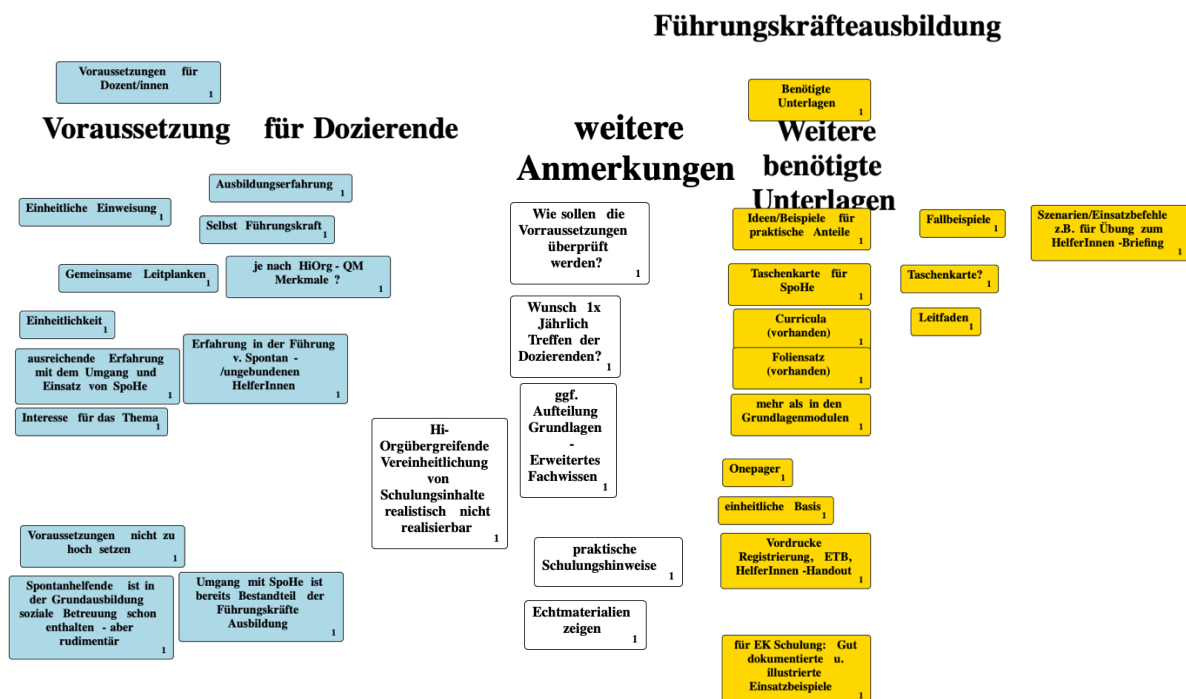 Führungskräfteausbildung
Voraussetzungen für
Dozent/innen
1
Voraussetzung für Dozierende
Ausbildungserfahrung
1
Einheitliche Einweisung
1
Selbst Führungskraft
1
Gemeinsame Leitplanken
1
je nach HiOrg - QM
Merkmale ?
1
Einheitlichkeit
1
ausreichende Erfahrung
mit dem Umgang und
Einsatz von SpoHe
1
Erfahrung in der Führung
v. Spontan -
/ungebundenen
HelferInnen
1
Interesse für das Thema
1
Voraussetzungen nicht zu
hoch setzen
1
Spontanhelfende ist in
der Grundausbildung
soziale Betreuung schon
enthalten - aber
rudimentär
1
Umgang mit SpoHe ist
bereits Bestandteil der
Führungskräfte
Ausbildung
1
weitere
Anmerkungen
Wie sollen die
Vorraussetzungen
überprüft
werden?
1
Wunsch 1x
Jährlich
Treffen der
Dozierenden?
1
ggf.
Aufteilung
Grundlagen
-
Erweitertes
Fachwissen
1
Hi-
Orgübergreifende
Vereinheitlichung
von
Schulungsinhalte
realistisch nicht
realisierbar
1
praktische
Schulungshinweise
1
Echtmaterialien
zeigen
1
Benötigte
Unterlagen
1
Weitere
benötigte
Unterlagen
Ideen/Beispiele für
praktische Anteile
1
Fallbeispiele
1
Szenarien/Einsatzbefehle
z.B. für Übung zum
HelferInnen -Briefing
1
Taschenkarte für
SpoHe
1
Taschenkarte?
1
Curricula
(vorhanden)
1
Leitfaden
1
Foliensatz
(vorhanden)
1
mehr als in den
Grundlagenmodulen
1
Onepager
1
einheitliche Basis
1
Vordrucke
Registrierung, ETB,
HelferInnen -Handout
1
für EK Schulung: Gut
dokumentierte u.
illustrierte
Einsatzbeispiele
1